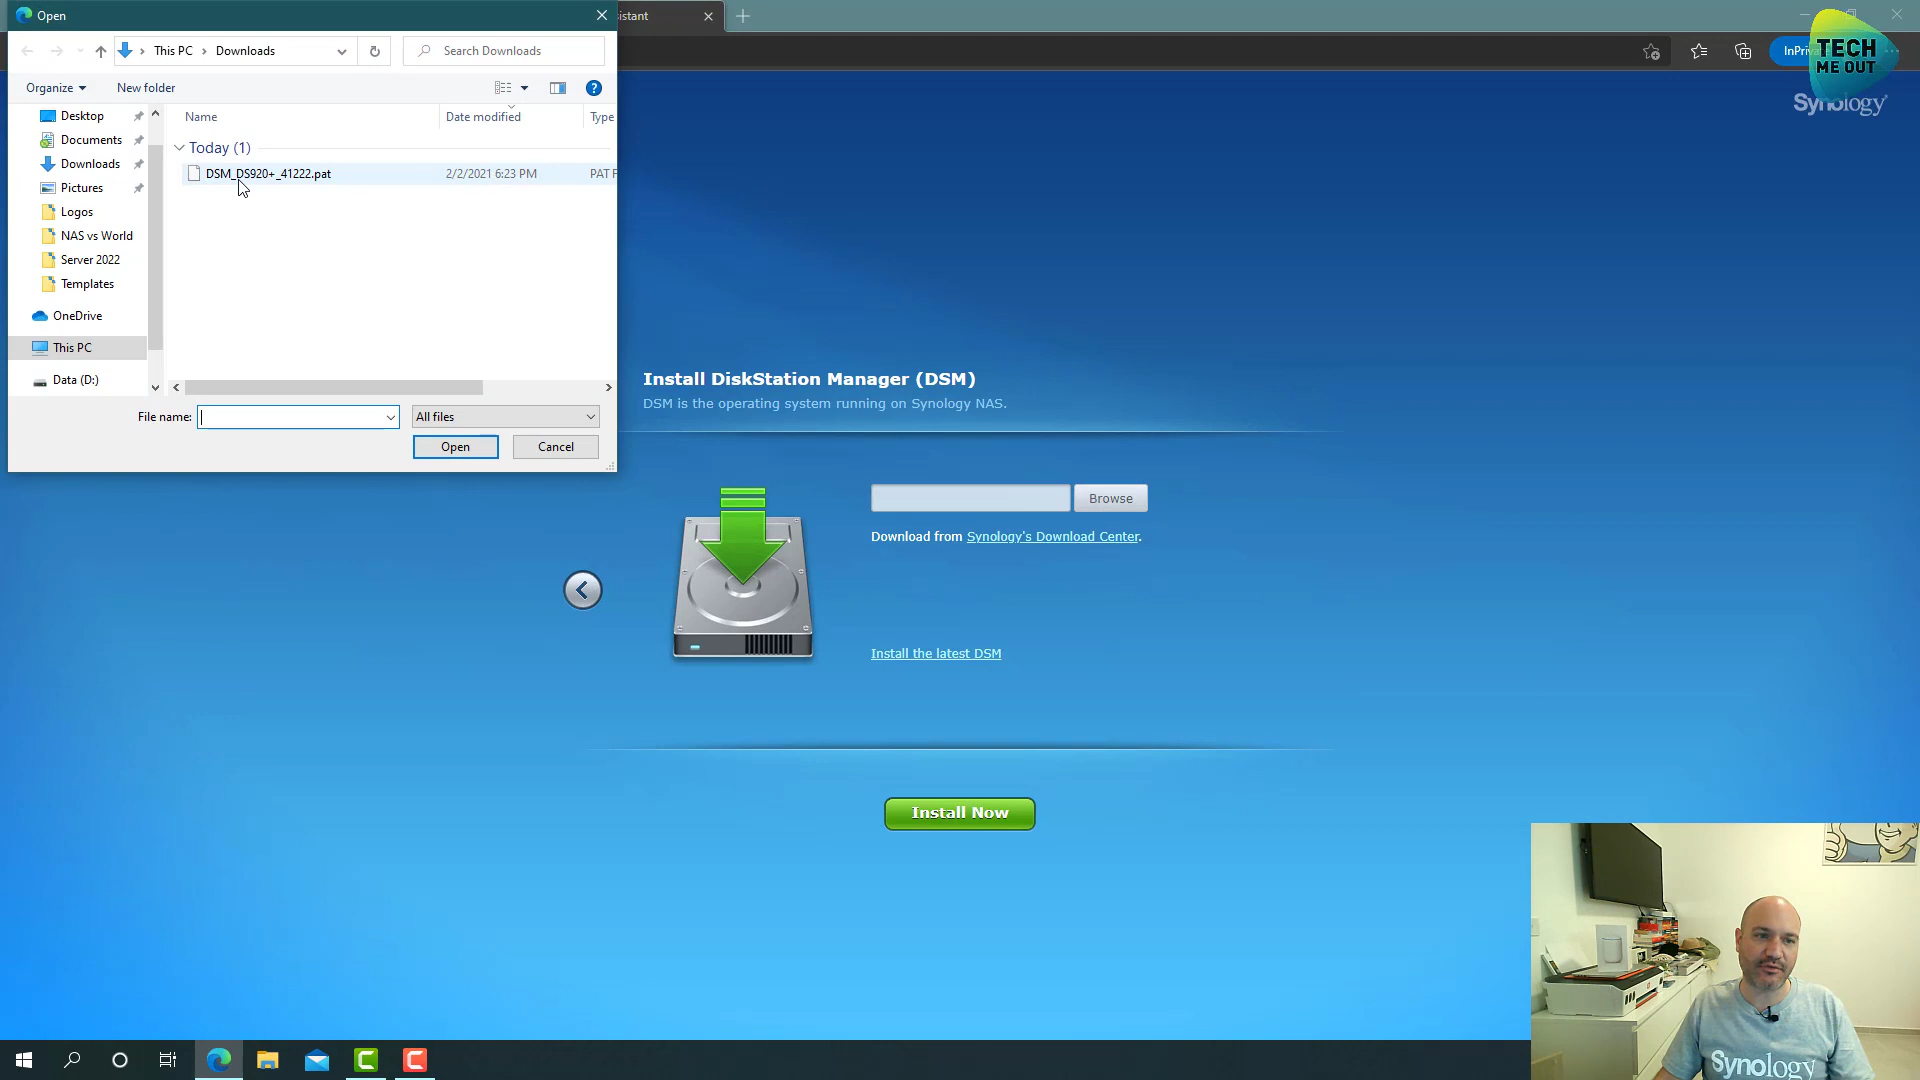 Open
sistant
This PC
Downloads
Search Downloads
InPriv
TECH
ME OUT
Synology
Organize
New folder
Desktop
Documents
Downloads
Pictures
Logos
NAS vs World
Server 2022
Templates
OneDrive
This PC
Data (D:)
Name
Date modified
Type
Today (1)
DSM_DS920+_41222.pat
2/2/2021 6:23 PM
PAT F
File name:
All files
Open
Cancel
Install DiskStation Manager (DSM)
DSM is the operating system running on Synology NAS.
Browse
Download from Synology's Download Center.
Install the latest DSM
Install Now
Synology